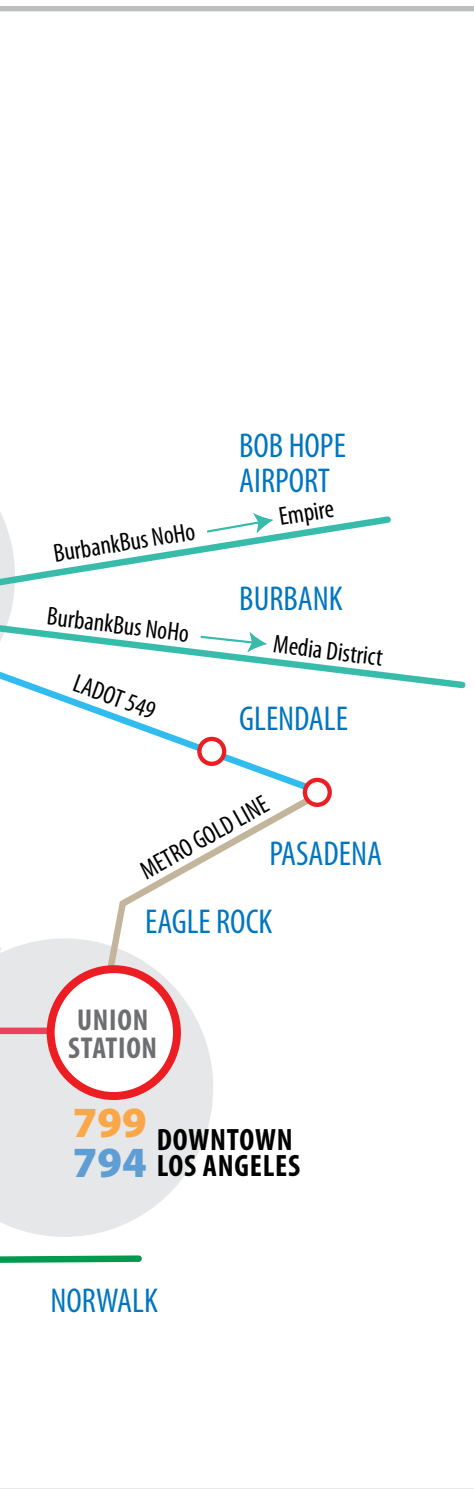 BOB HOPE
AIRPORT
BurbankBus NoHo Empire
BURBANK
BurbankBus NoHo Media District
LADOT 549
GLENDALE
METRO GOLD LINE
PASADENA
EAGLE ROCK
UNION
STATION
799
794
DOWNTOWN
LOS ANGELES
NORWALK